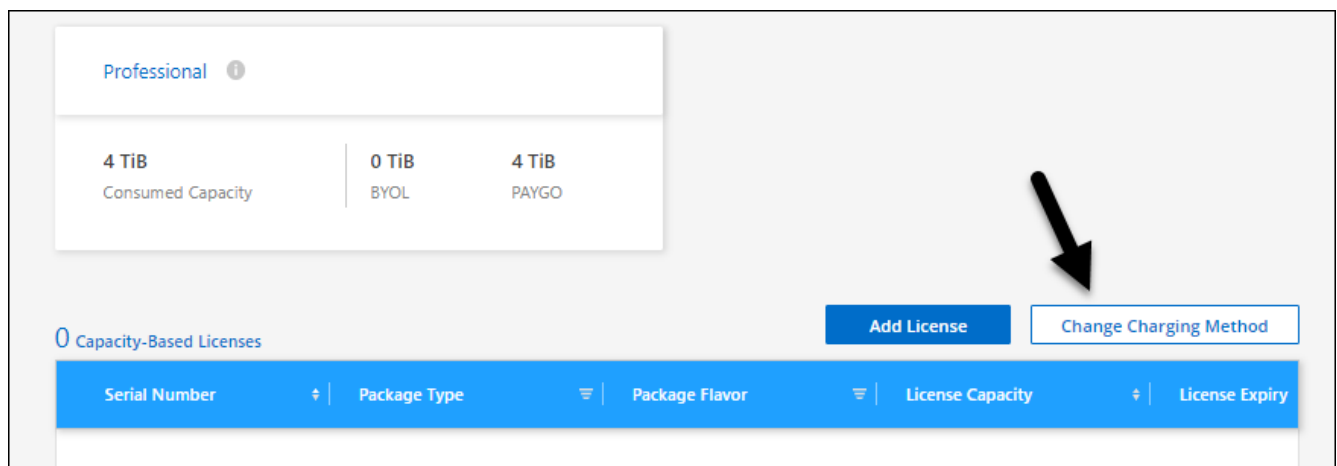 Professional
4 TiB 0 TiB 4 TiB
Consumed Capacity BYOL PAYGO
Add License Change Charging Method
0 Capacity-Based Licenses
Serial Number Package Type Package Flavor License Capacity License Expiry